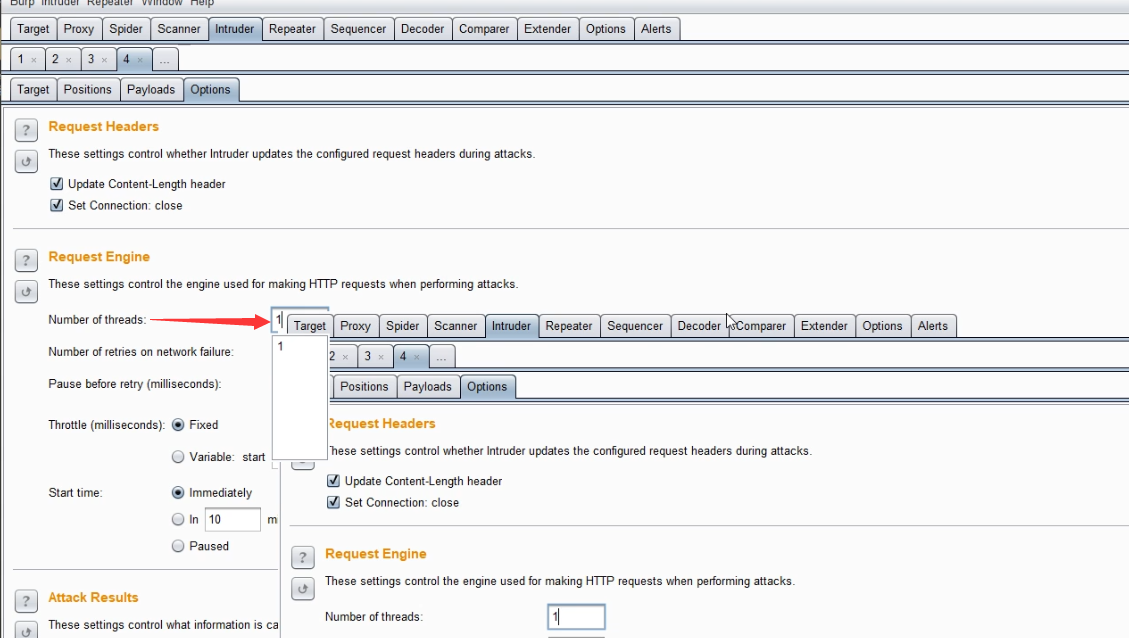 Burp Intruder Repeater Window Help
Target Proxy Spider Scanner Intruder Repeater Sequencer Decoder Comparer Extender Options Alerts
1 × 2 × 3 × 4 × ...
Target Positions Payloads Options
? Request Headers
These settings control whether Intruder updates the configured request headers during attacks.
Update Content-Length header
Set Connection: close
? Request Engine
These settings control the engine used for making HTTP requests when performing attacks.
Number of threads: 1
1
Number of retries on network failure:
Pause before retry (milliseconds):
Throttle (milliseconds): Fixed
Variable: start
Start time: Immediately
In 10 m
Paused
? Attack Results
These settings control what information is ca
Target Proxy Spider Scanner Intruder Repeater Sequencer Decoder Comparer Extender Options Alerts
2 × 3 × 4 × ...
Positions Payloads Options
Request Headers
These settings control whether Intruder updates the configured request headers during attacks.
Update Content-Length header
Set Connection: close
? Request Engine
These settings control the engine used for making HTTP requests when performing attacks.
Number of threads: 1